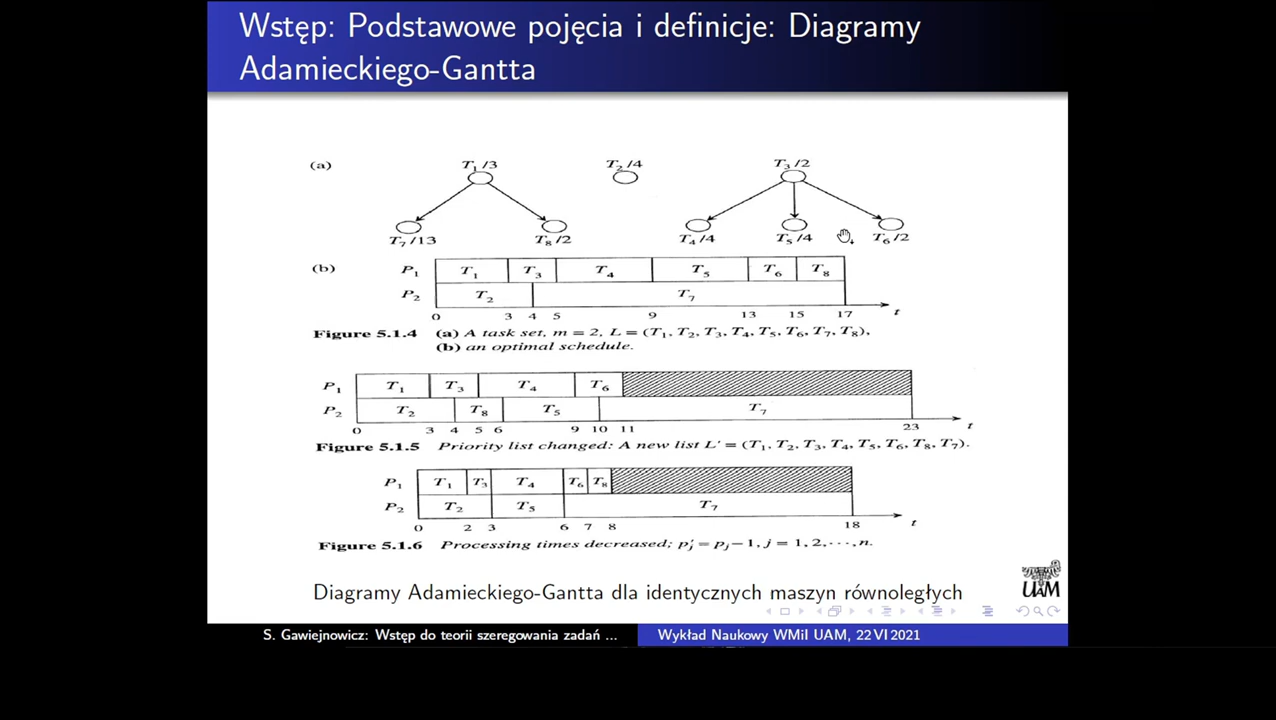 Wstęp: Podstawowe pojęcia i definicje: Diagramy
Adamieckiego-Gantta
(a) T1/3 T2/4 T3/2
T7/13 T8/2 T4/4 T5/4 T6/2
(b) P1 T1 T3 T4 T5 T6 T8
P2 T2 T7
0 3 4 5 9 13 15 17 t
Figure 5.1.4 (a) A task set, m = 2, L = (T1, T2, T3, T4, T5, T6, T7, T8),
(b) an optimal schedule.
P1 T1 T3 T4 T6
P2 T2 T8 T5 T7
0 3 4 5 6 9 10 11 23 t
Figure 5.1.5 Priority list changed: A new list L' = (T1, T2, T3, T4, T5, T6, T8, T7).
P1 T1 T3 T4 T6 T8
P2 T2 T5 T7
0 2 3 6 7 8 18 t
Figure 5.1.6 Processing times decreased; p'j = pj − 1, j = 1, 2, ···, n.
Diagramy Adamieckiego-Gantta dla identycznych maszyn równoległych
UAM
S. Gawiejnowicz: Wstęp do teorii szeregowania zadań ... Wykład Naukowy WMiI UAM, 22 VI 2021